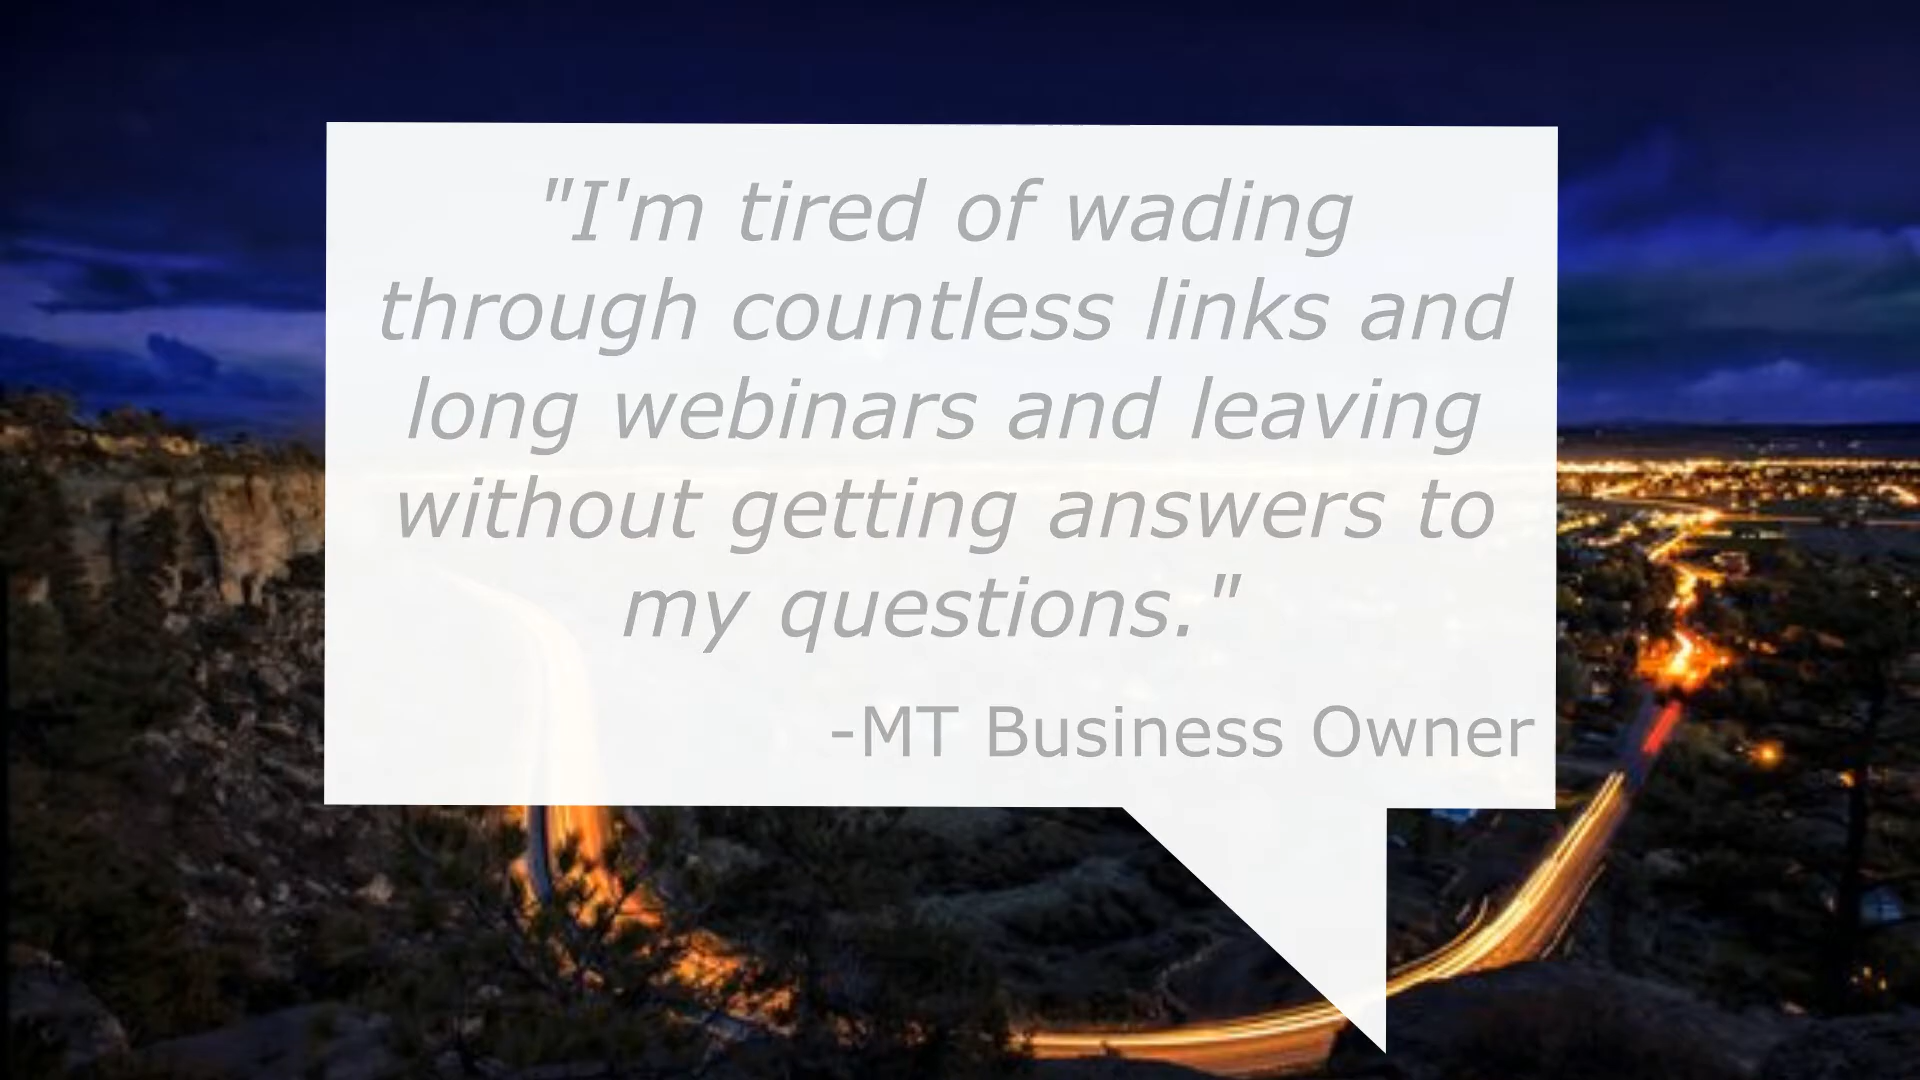 "I'm tired of wading
through countless links and
long webinars and leaving
without getting answers to
my questions."
-MT Business Owner